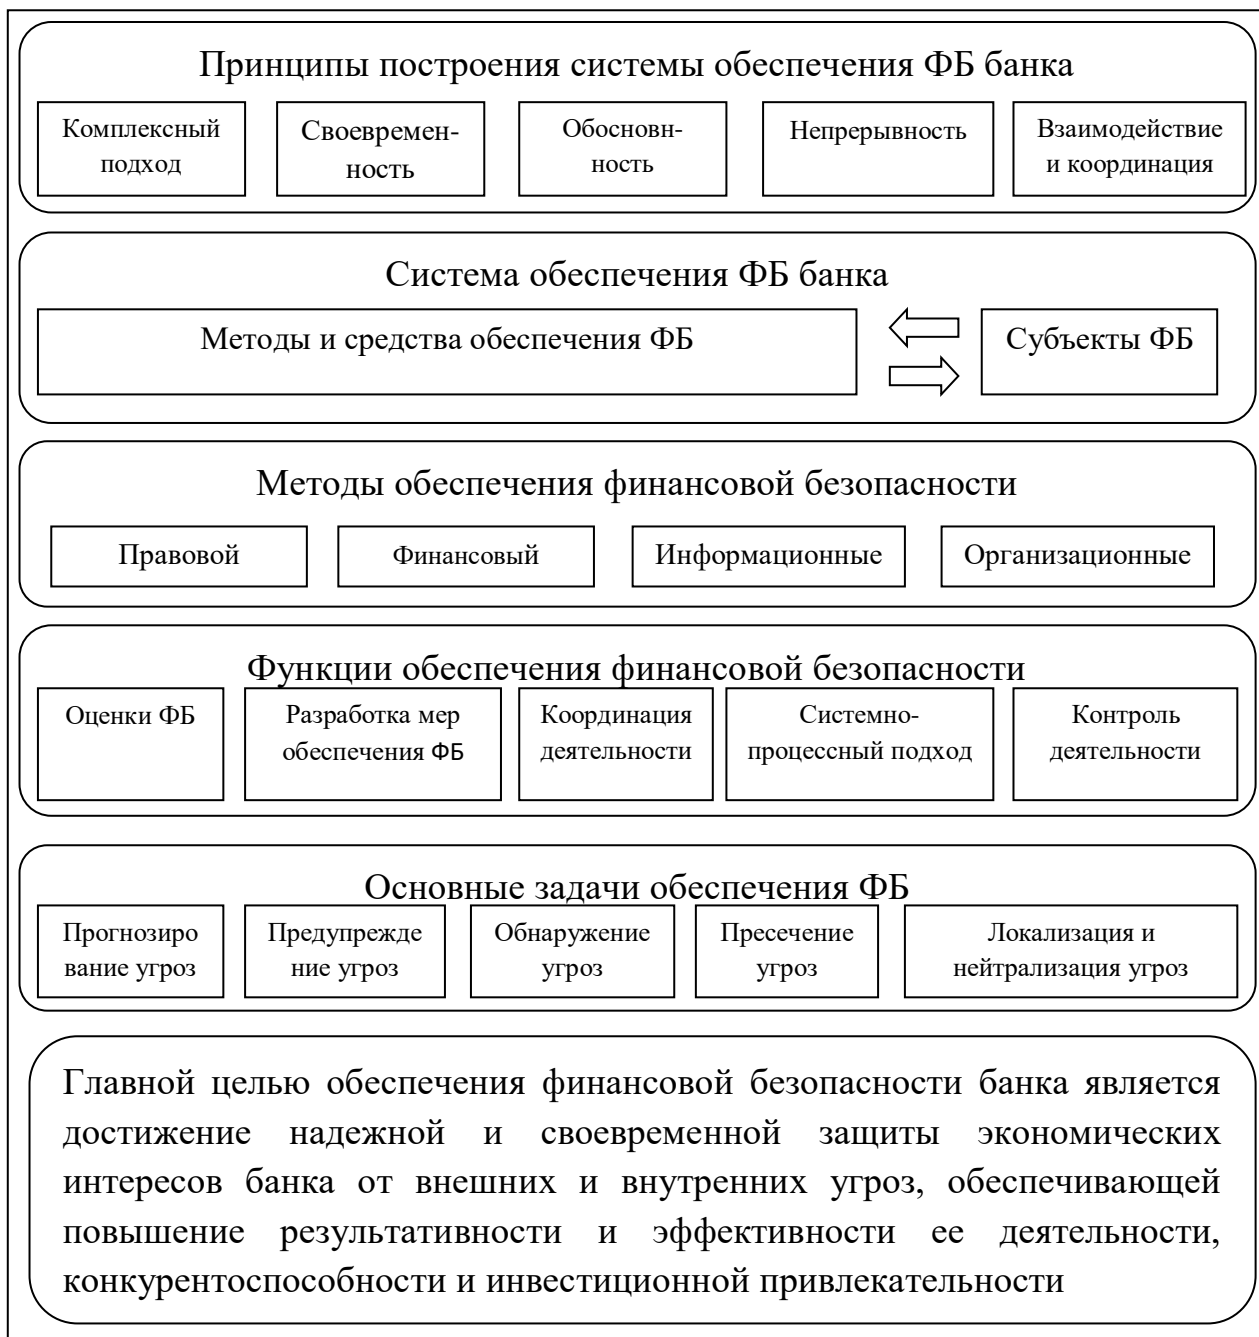 Принципы построения системы обеспечения ФБ банка
Комплексный
подход
Своевремен-
ность
Обосновн-
ность
Непрерывность
Взаимодействие
и координация
Система обеспечения ФБ банка
Методы и средства обеспечения ФБ
Субъекты ФБ
Методы обеспечения финансовой безопасности
Правовой
Финансовый
Информационные
Организационные
Функции обеспечения финансовой безопасности
Оценки ФБ
Разработка мер
обеспечения ФБ
Координация
деятельности
Системно-
процессный подход
Контроль
деятельности
Основные задачи обеспечения ФБ
Прогнозиро
вание угроз
Предупрежде
ние угроз
Обнаружение
угроз
Пресечение
угроз
Локализация и
нейтрализация угроз
Главной целью обеспечения финансовой безопасности банка является
достижение надежной и своевременной защиты экономических
интересов банка от внешних и внутренних угроз, обеспечивающей
повышение результативности и эффективности ее деятельности,
конкурентоспособности и инвестиционной привлекательности